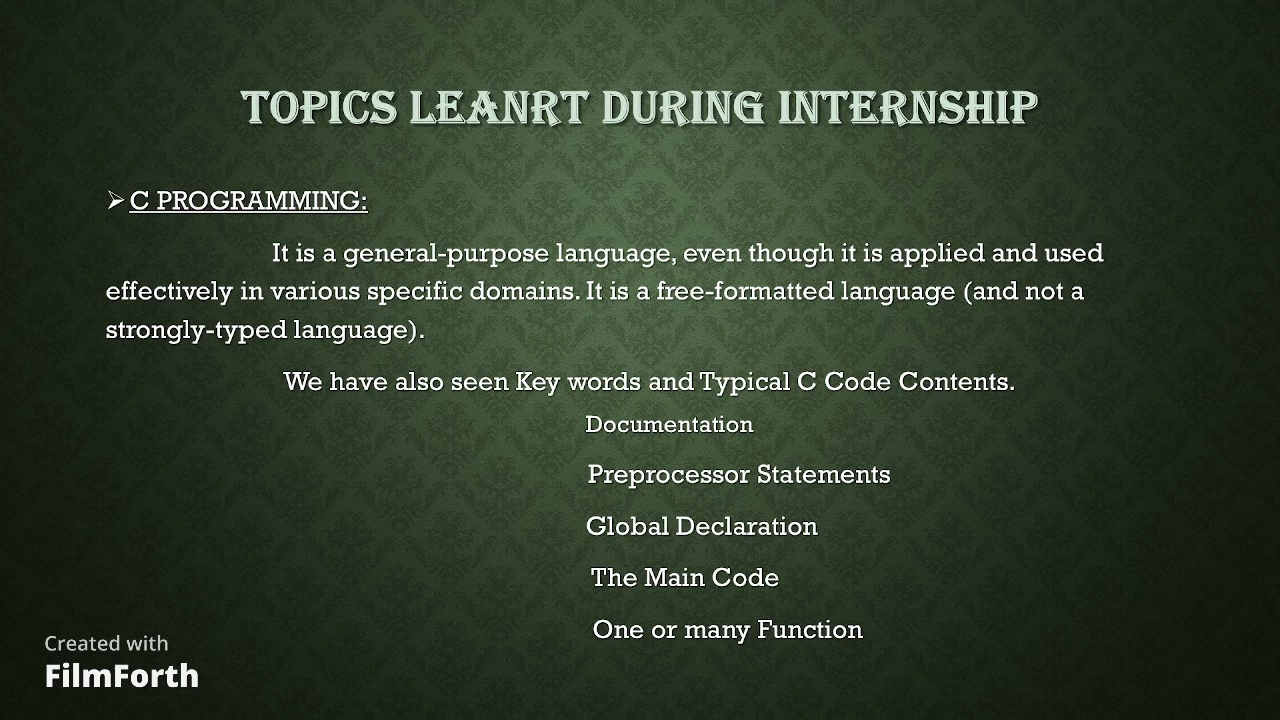 TOPICS LEANRT DURING INTERNSHIP
➢ C PROGRAMMING:
It is a general-purpose language, even though it is applied and used
effectively in various specific domains. It is a free-formatted language (and not a
strongly-typed language).
We have also seen Key words and Typical C Code Contents.
Documentation
Preprocessor Statements
Global Declaration
The Main Code
One or many Function
Created with
FilmForth